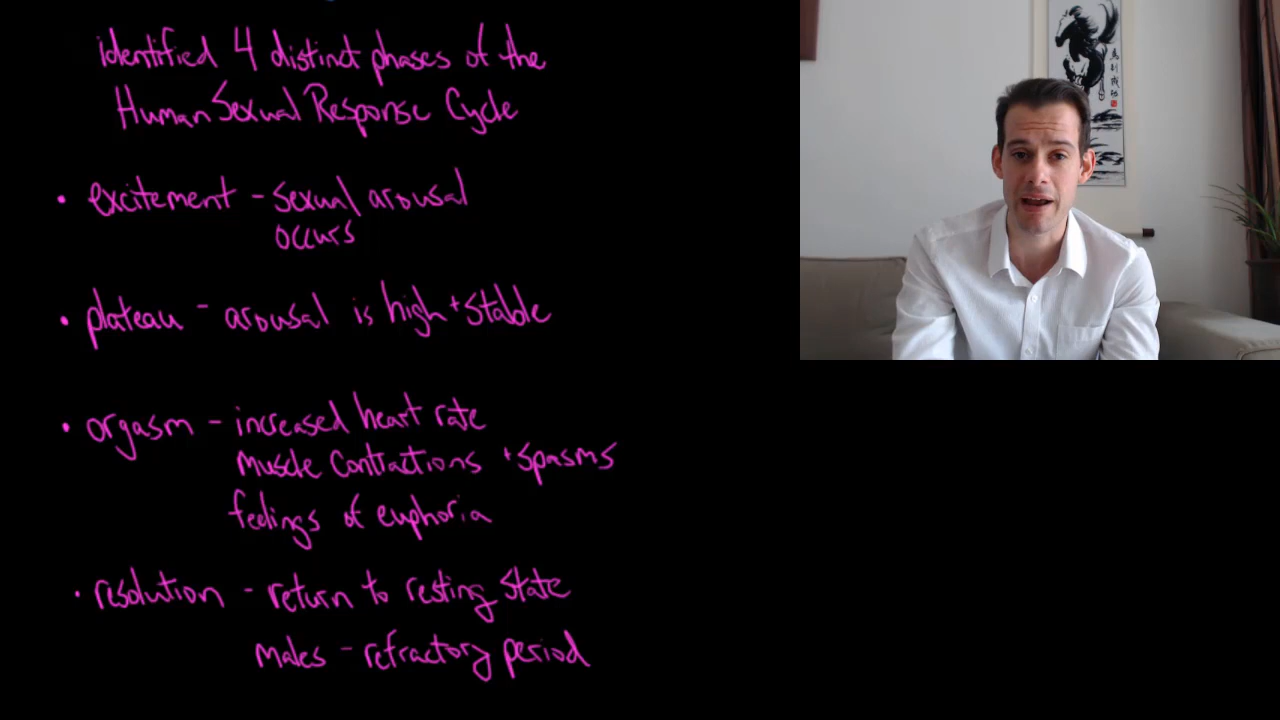 identified 4 distinct phases of the
Human Sexual Response Cycle
• excitement - sexual arousal
occurs
• plateau - arousal is high + stable
• orgasm - increased heart rate
muscle contractions + spasms
feelings of euphoria
• resolution - return to resting state
males - refractory period